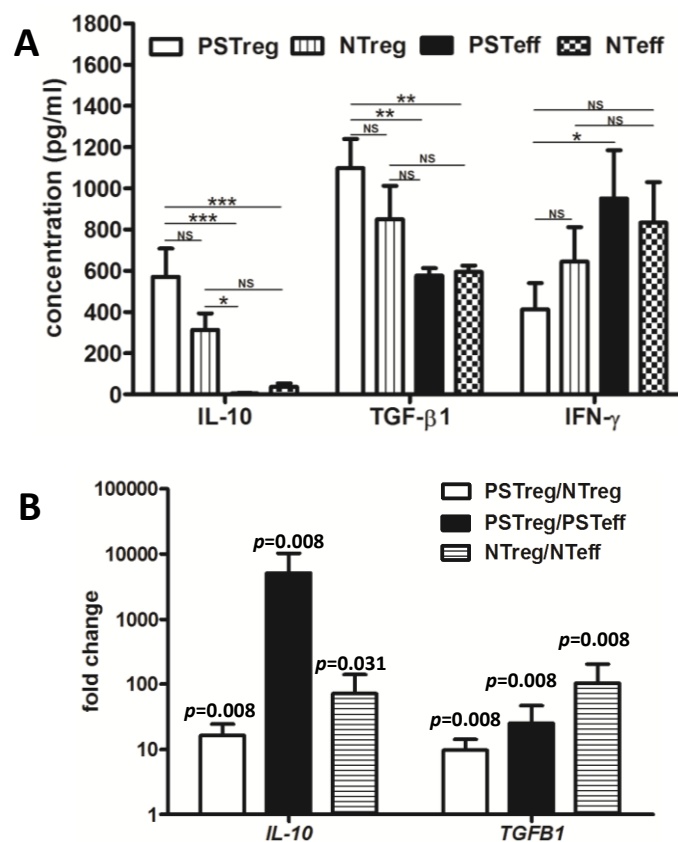 A
1800
1600
1400
1200
1000
800
600
400
200
0
concentration (pg/ml)
PSTreg NTreg PSTeff NTeff
***
***
NS
NS
*
**
**
NS
NS
NS
NS
NS
*
NS
IL-10 TGF-β1 IFN-γ
B
100000
10000
1000
100
10
1
fold change
PSTreg/NTreg
PSTreg/PSTeff
NTreg/NTeff
p=0.008
p=0.008
p=0.031
p=0.008
p=0.008
p=0.008
IL-10 TGFB1